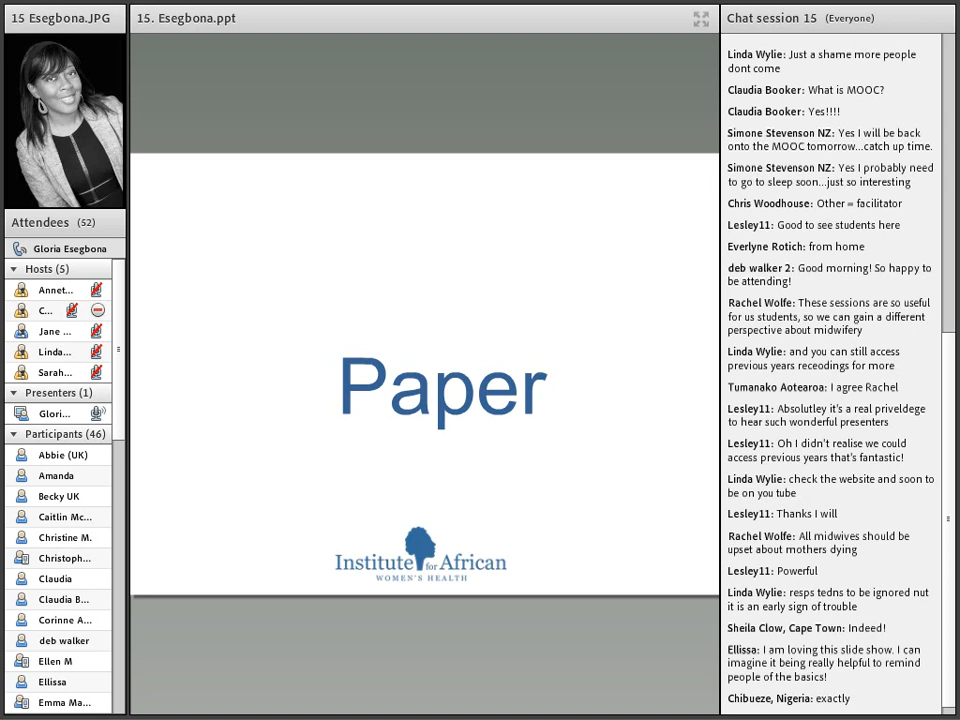 15 Esegbona.JPG
Attendees (52)
Gloria Esegbona
Hosts (5)
Annet...
C...
Jane ...
Linda...
Sarah...
Presenters (1)
Glori...
Participants (46)
Abbie (UK)
Amanda
Becky UK
Caitlin Mc...
Christine M.
Christoph...
Claudia
Claudia B...
Corinne A...
deb walker
Ellen M
Ellissa
Emma Ma...
15. Esegbona.ppt
Paper
Institute for African
WOMEN'S HEALTH
Chat session 15 (Everyone)
Linda Wylie: Just a shame more people
dont come
Claudia Booker: What is MOOC?
Claudia Booker: Yes!!!!
Simone Stevenson NZ: Yes I will be back
onto the MOOC tomorrow...catch up time.
Simone Stevenson NZ: Yes I probably need
to go to sleep soon...just so interesting
Chris Woodhouse: Other = facilitator
Lesley11: Good to see students here
Everlyne Rotich: from home
deb walker 2: Good morning! So happy to
be attending!
Rachel Wolfe: These sessions are so useful
for us students, so we can gain a different
perspective about midwifery
Linda Wylie: and you can still access
previous years receodings for more
Tumanako Aotearoa: I agree Rachel
Lesley11: Absolutley it's a real priveldege
to hear such wonderful presenters
Lesley11: Oh I didn't realise we could
access previous years that's fantastic!
Linda Wylie: check the website and soon to
be on you tube
Lesley11: Thanks I will
Rachel Wolfe: All midwives should be
upset about mothers dying
Lesley11: Powerful
Linda Wylie: resps tedns to be ignored nut
it is an early sign of trouble
Sheila Clow, Cape Town: Indeed!
Ellissa: I am loving this slide show. I can
imagine it being really helpful to remind
people of the basics!
Chibueze, Nigeria: exactly